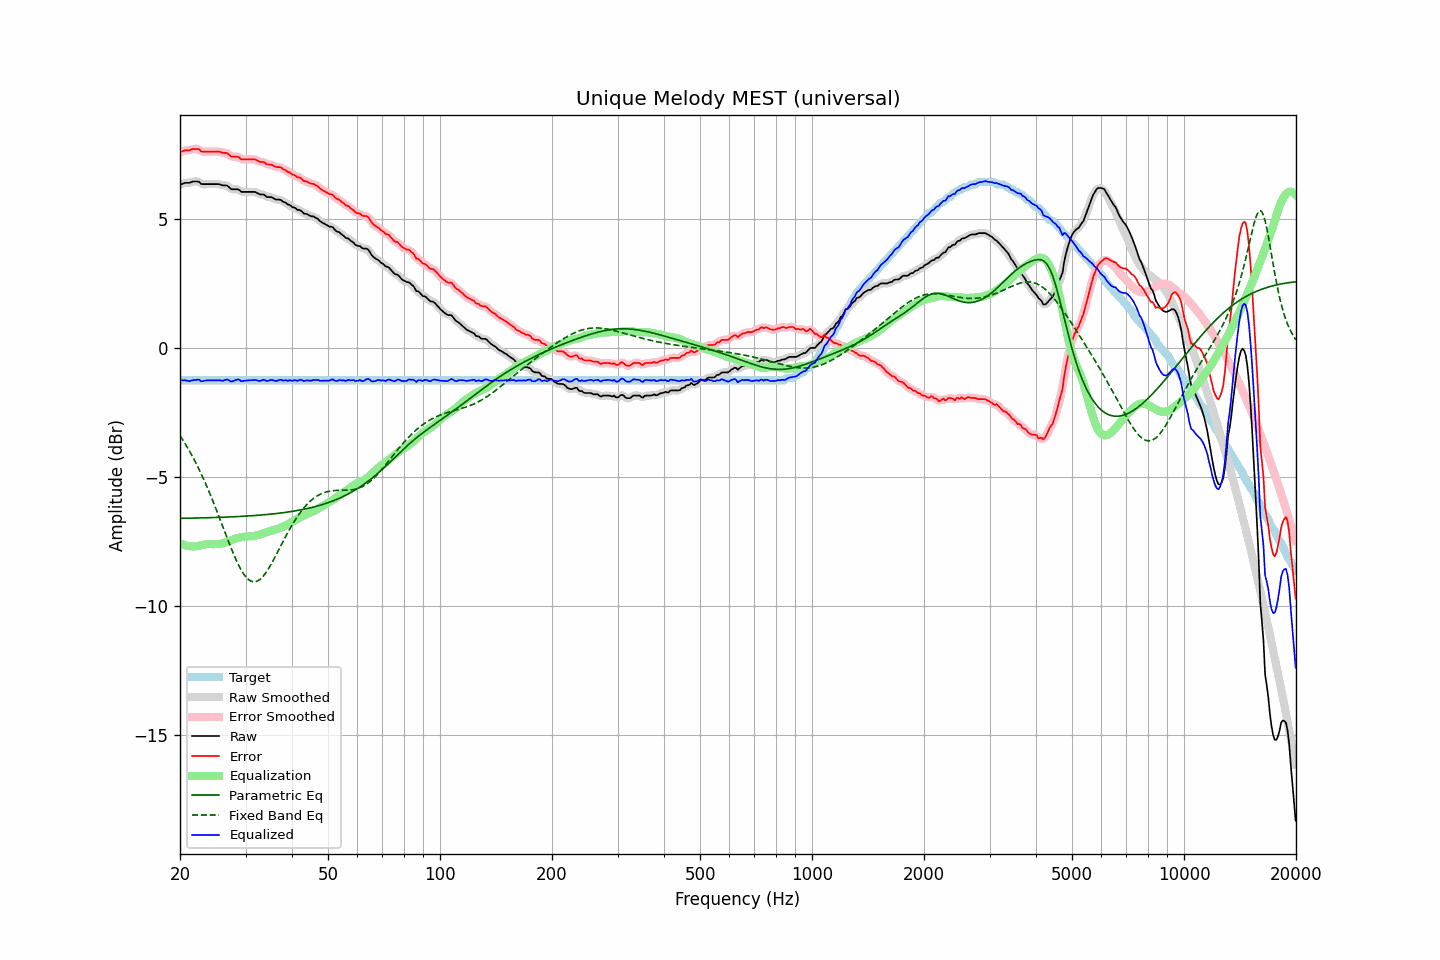 Unique Melody MEST (universal)
Amplitude (dBr)
5
0
−5
−10
−15
Target
Raw Smoothed
Error Smoothed
Raw
Error
Equalization
Parametric Eq
Fixed Band Eq
Equalized
20 50 100 200 500 1000 2000 5000 10000 20000
Frequency (Hz)